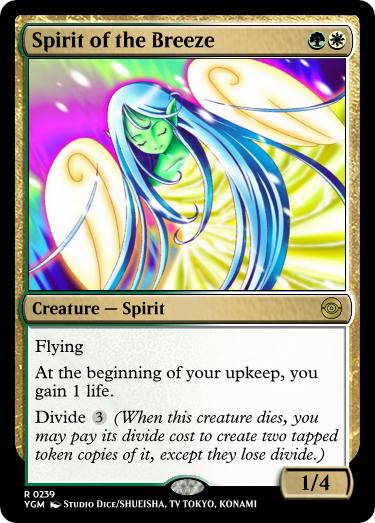 Spirit of the Breeze
Creature — Spirit
Flying
At the beginning of your upkeep, you
gain 1 life.
Divide 3 (When this creature dies, you
may pay its divide cost to create two tapped
token copies of it, except they lose divide.)
1/4
R 0239
YGM Studio Dice/SHUEISHA, TV TOKYO, KONAMI